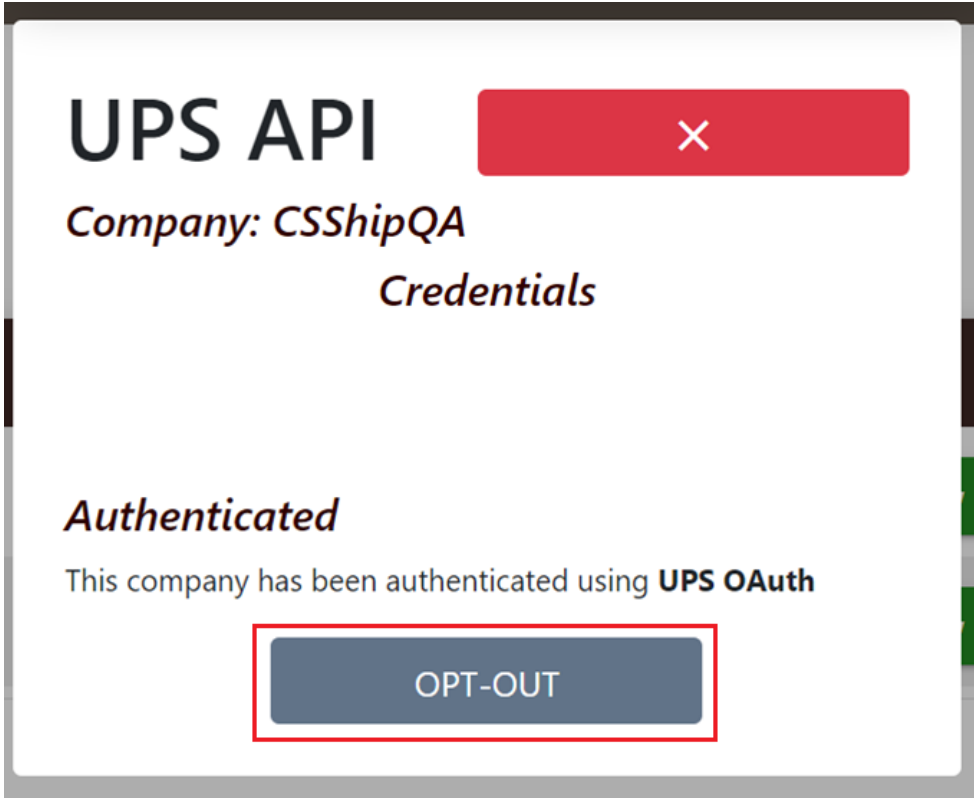 UPS API
×
Company: CSShipQA
Credentials
Authenticated
This company has been authenticated using UPS OAuth
OPT-OUT